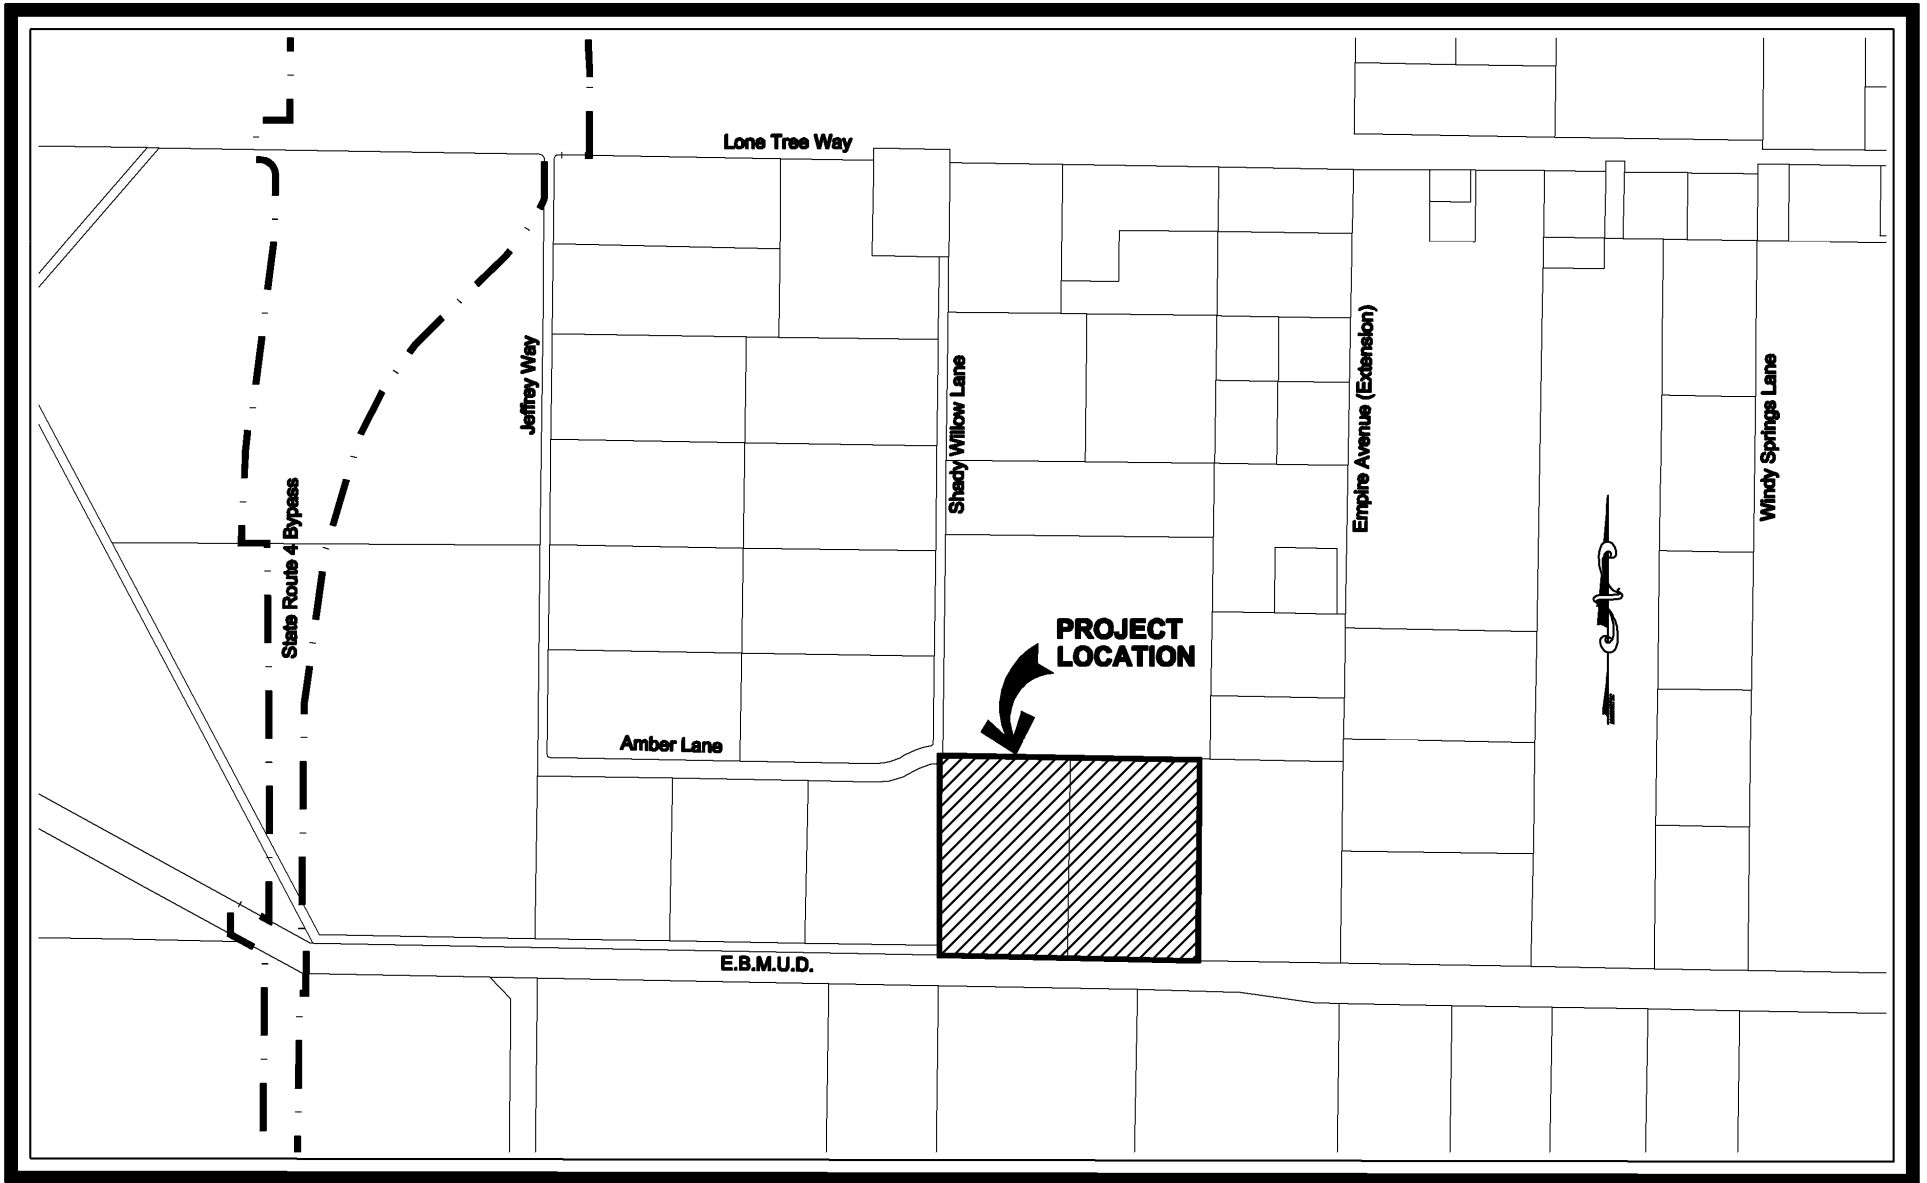 Lone Tree Way
Jeffrey Way
Shady Willow Lane
Empire Avenue (Extension)
Windy Springs Lane
State Route 4 Bypass
PROJECT
LOCATION
Amber Lane
E.B.M.U.D.